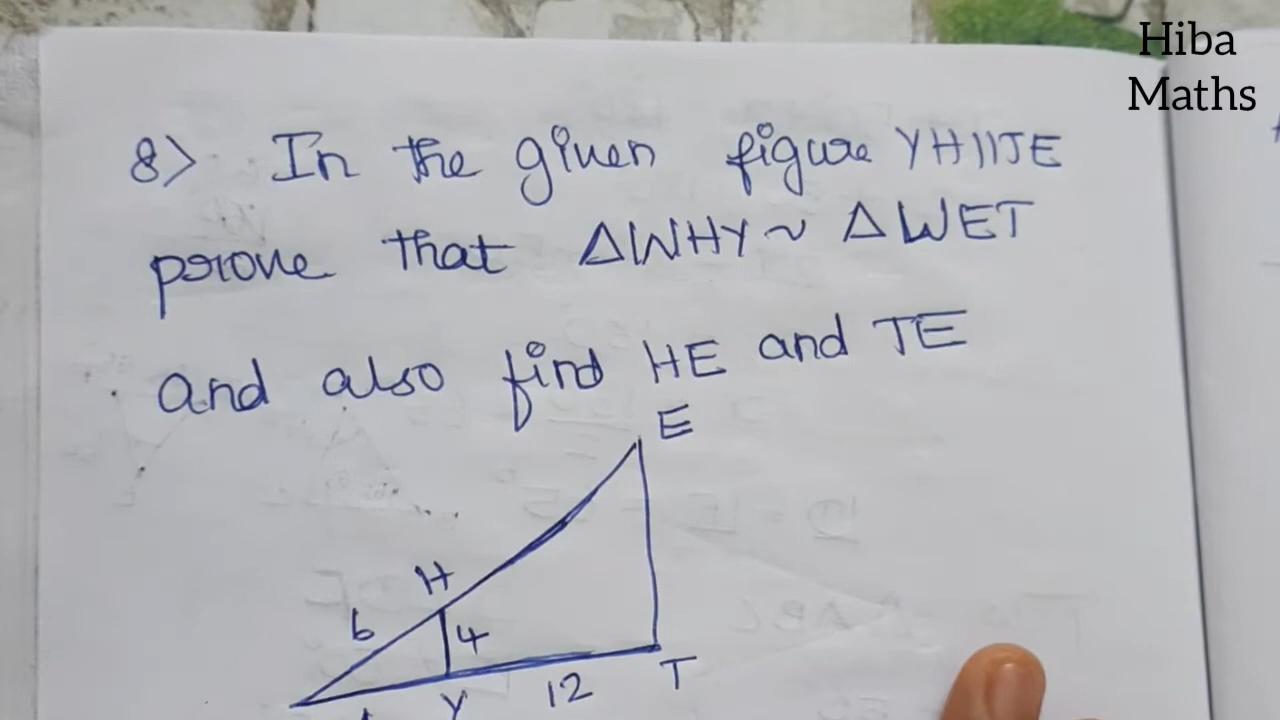 Hiba
Maths
8> In the given figure YH||TE
prove that ΔWHY ~ ΔWET
and also find HE and TE
E
H
6
4
Y
12
T